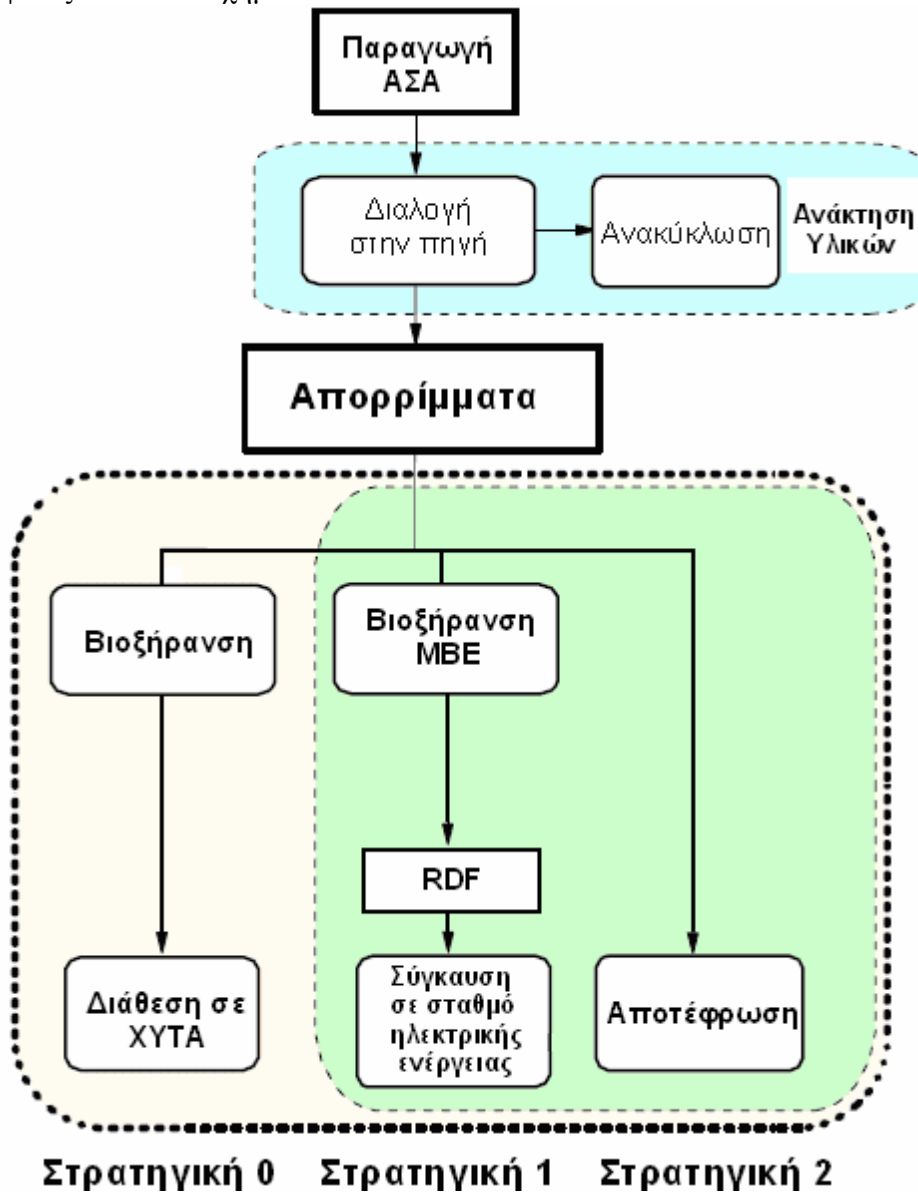 Παραγωγή
ΑΣΑ
Διαλογή
στην πηγή
Ανακύκλωση
Ανάκτηση
Υλικών
Απορρίμματα
Βιοξήρανση
Βιοξήρανση
ΜΒΕ
RDF
Διάθεση σε
ΧΥΤΑ
Σύγκαυση
σε σταθμό
ηλεκτρικής
ενέργειας
Αποτέφρωση
Στρατηγική 0
Στρατηγική 1
Στρατηγική 2